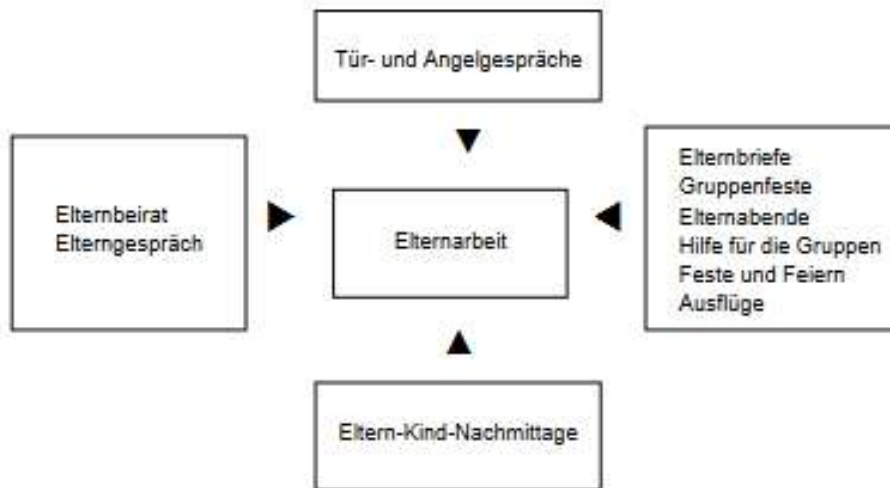 Tür- und Angelgespräche
Elternbeirat
Elterngespräch
Elternarbeit
Elternbriefe
Gruppenfeste
Elternabende
Hilfe für die Gruppen
Feste und Feiern
Ausflüge
Eltern-Kind-Nachmittage